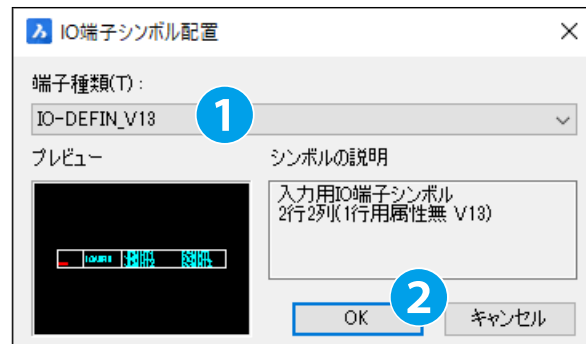 IO端子シンボル配置
端子種類(T)：
IO-DEFIN_V13
1
プレビュー
シンボルの説明
入力用IO端子シンボル
2行2列(1行用属性無 V13)
2
OK
キャンセル